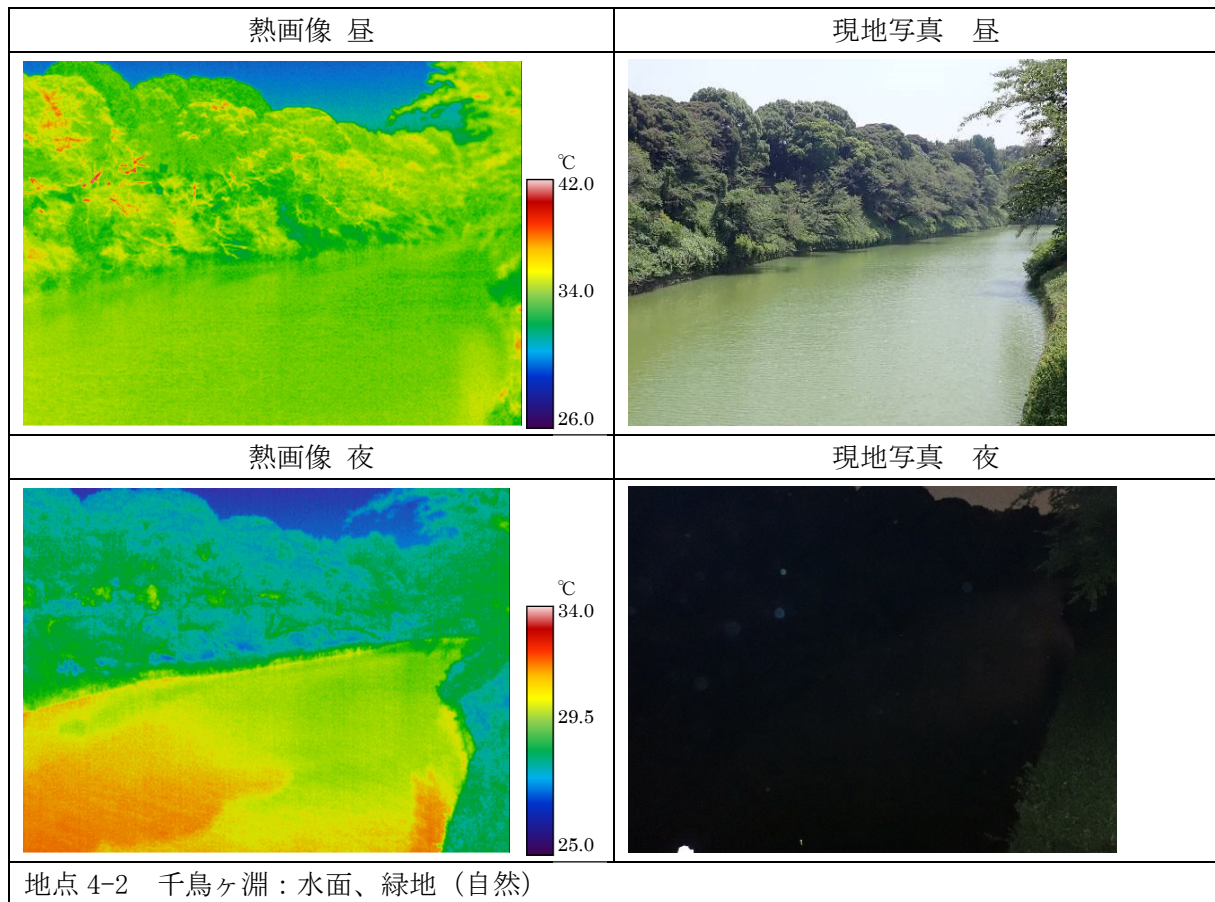 熱画像 昼
現地写真　昼
℃
42.0
34.0
26.0
熱画像 夜
現地写真　夜
℃
34.0
29.5
25.0
地点 4-2　千鳥ヶ淵：水面、緑地（自然）